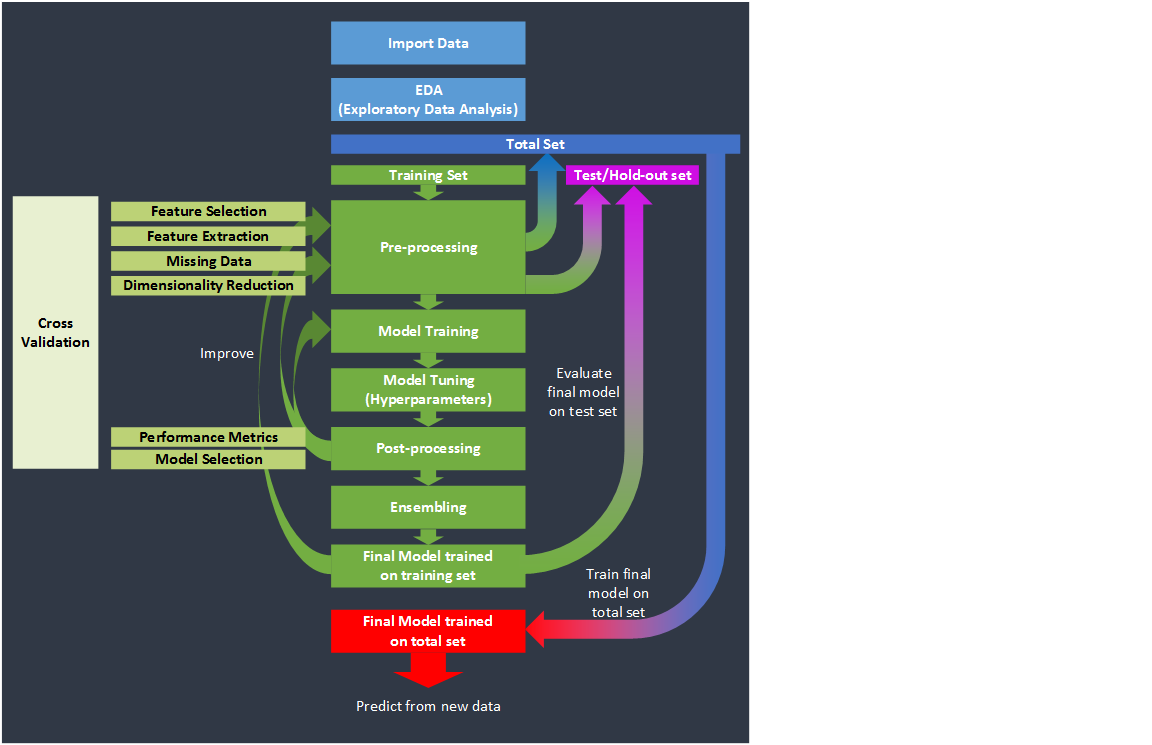 Import Data
EDA
(Exploratory Data Analysis)
Total Set
Training Set
Test/Hold-out set
Feature Selection
Feature Extraction
Missing Data
Dimensionality Reduction
Pre-processing
Cross
Validation
Improve
Model Training
Model Tuning
(Hyperparameters)
Evaluate
final model
on test set
Performance Metrics
Model Selection
Post-processing
Ensembling
Final Model trained
on training set
Train final
model on
total set
Final Model trained
on total set
Predict from new data